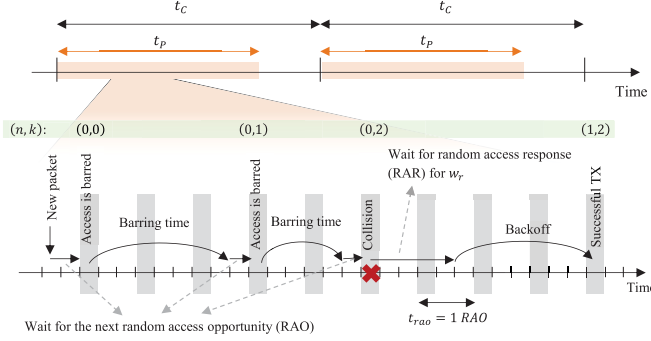 t_C t_C
t_P t_P
Time
(n, k): (0,0) (0,1) (0,2) (1,2)
New packet
Access is barred
Barring time
Access is barred
Barring time
Collision
Wait for random access response
(RAR) for w_r
Backoff
Successful TX
Time
Wait for the next random access opportunity (RAO)
t_rao = 1 RAO